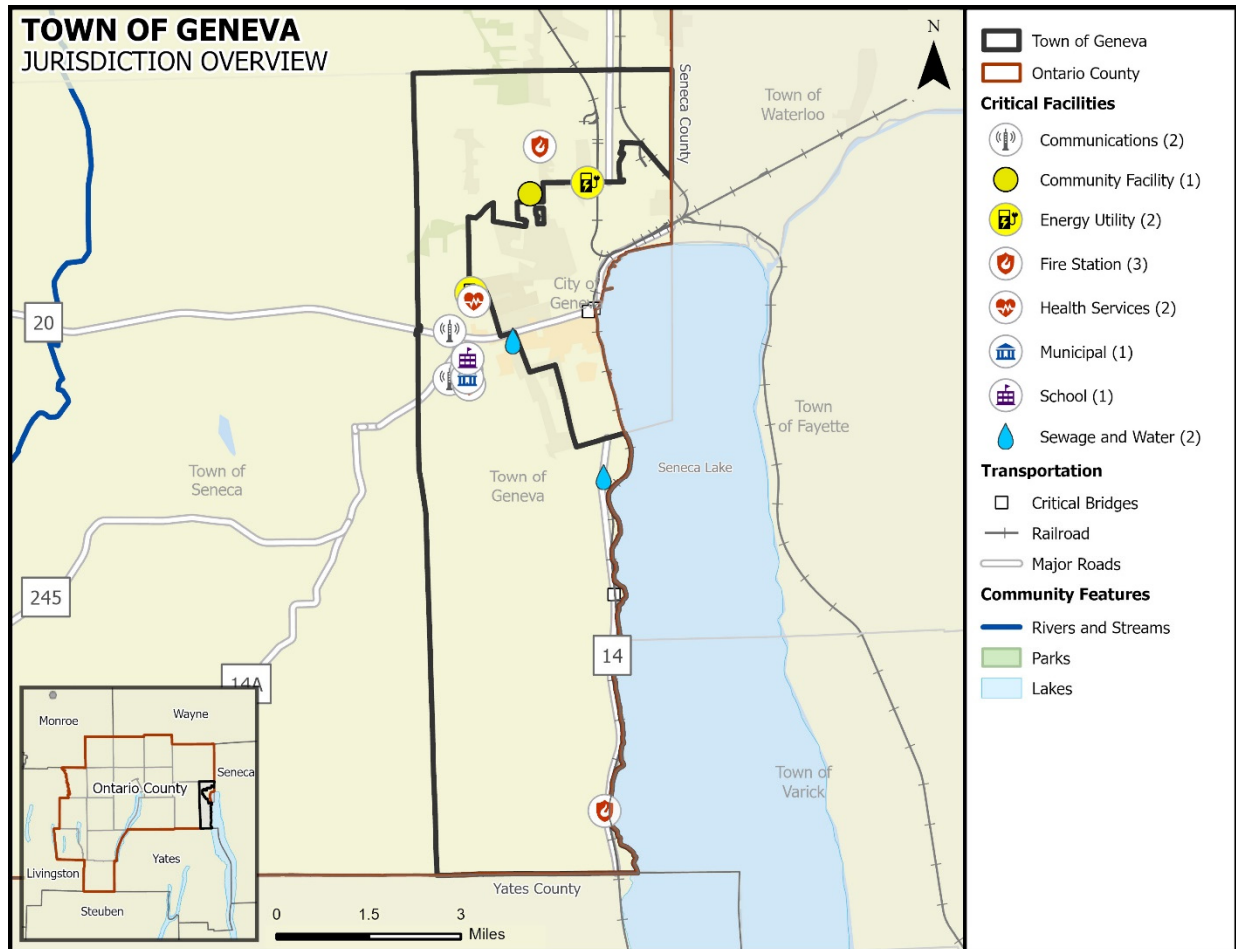 TOWN OF GENEVA
JURISDICTION OVERVIEW
N
Seneca County
Town of
Waterloo
City of
Geneva
20
Town of
Fayette
Town of
Seneca
Town of
Geneva
Seneca Lake
245
14
14A
Town of
Varick
Yates County
Monroe
Wayne
Seneca
Ontario County
Yates
Livingston
Steuben
0 1.5 3
Miles
Town of Geneva
Ontario County
Critical Facilities
Communications (2)
Community Facility (1)
Energy Utility (2)
Fire Station (3)
Health Services (2)
Municipal (1)
School (1)
Sewage and Water (2)
Transportation
Critical Bridges
Railroad
Major Roads
Community Features
Rivers and Streams
Parks
Lakes